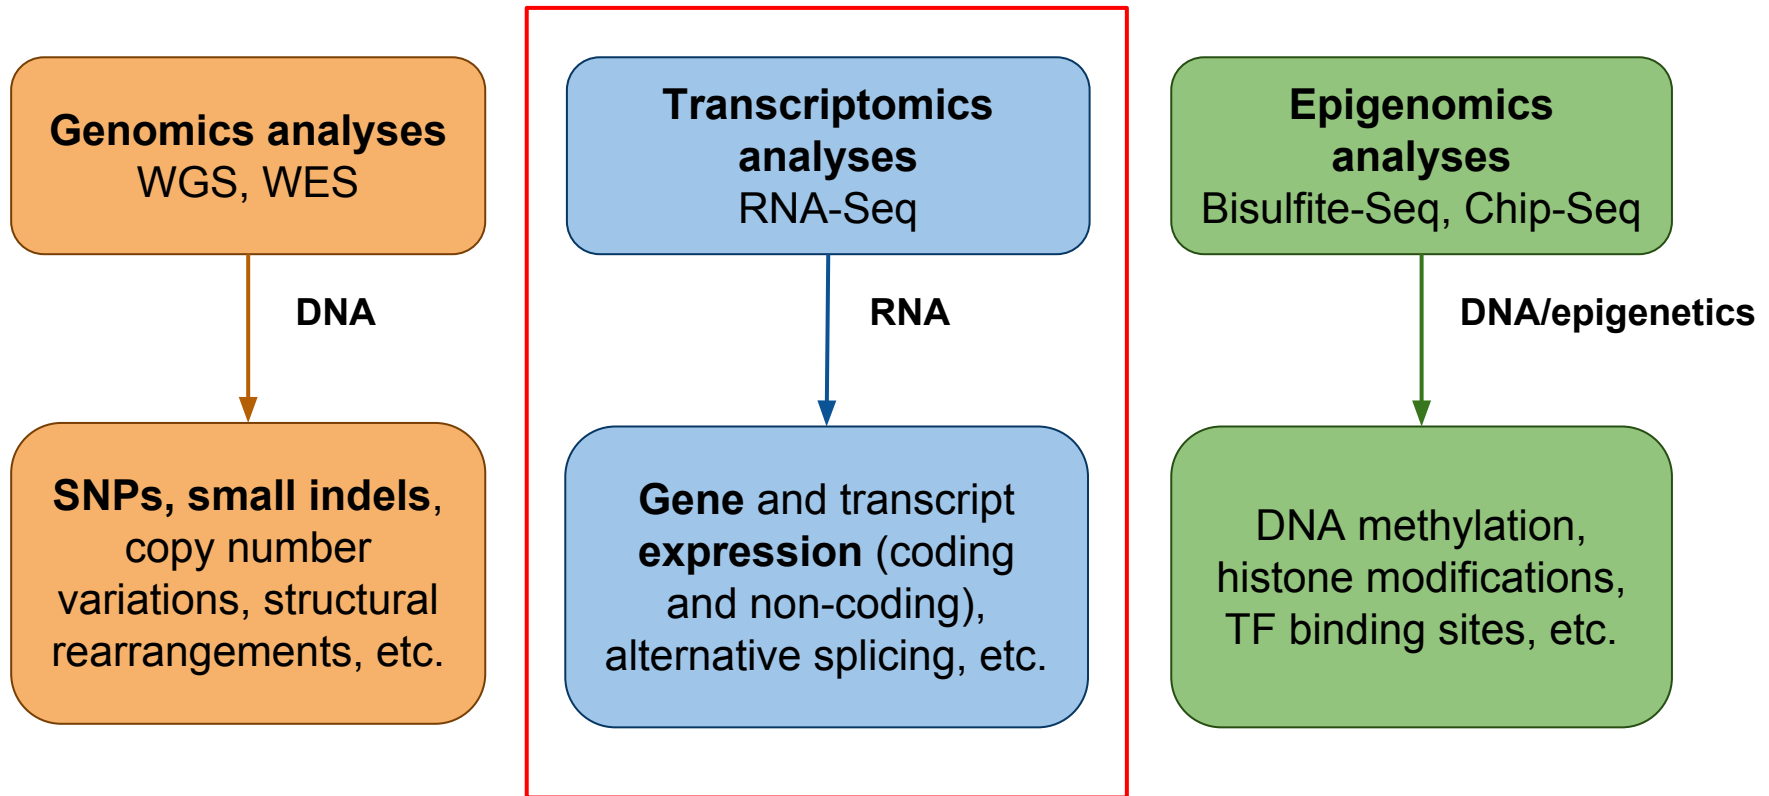 Genomics analyses
WGS, WES
DNA
SNPs, small indels,
copy number
variations, structural
rearrangements, etc.
Transcriptomics
analyses
RNA-Seq
RNA
Gene and transcript
expression (coding
and non-coding),
alternative splicing, etc.
Epigenomics
analyses
Bisulfite-Seq, Chip-Seq
DNA/epigenetics
DNA methylation,
histone modifications,
TF binding sites, etc.